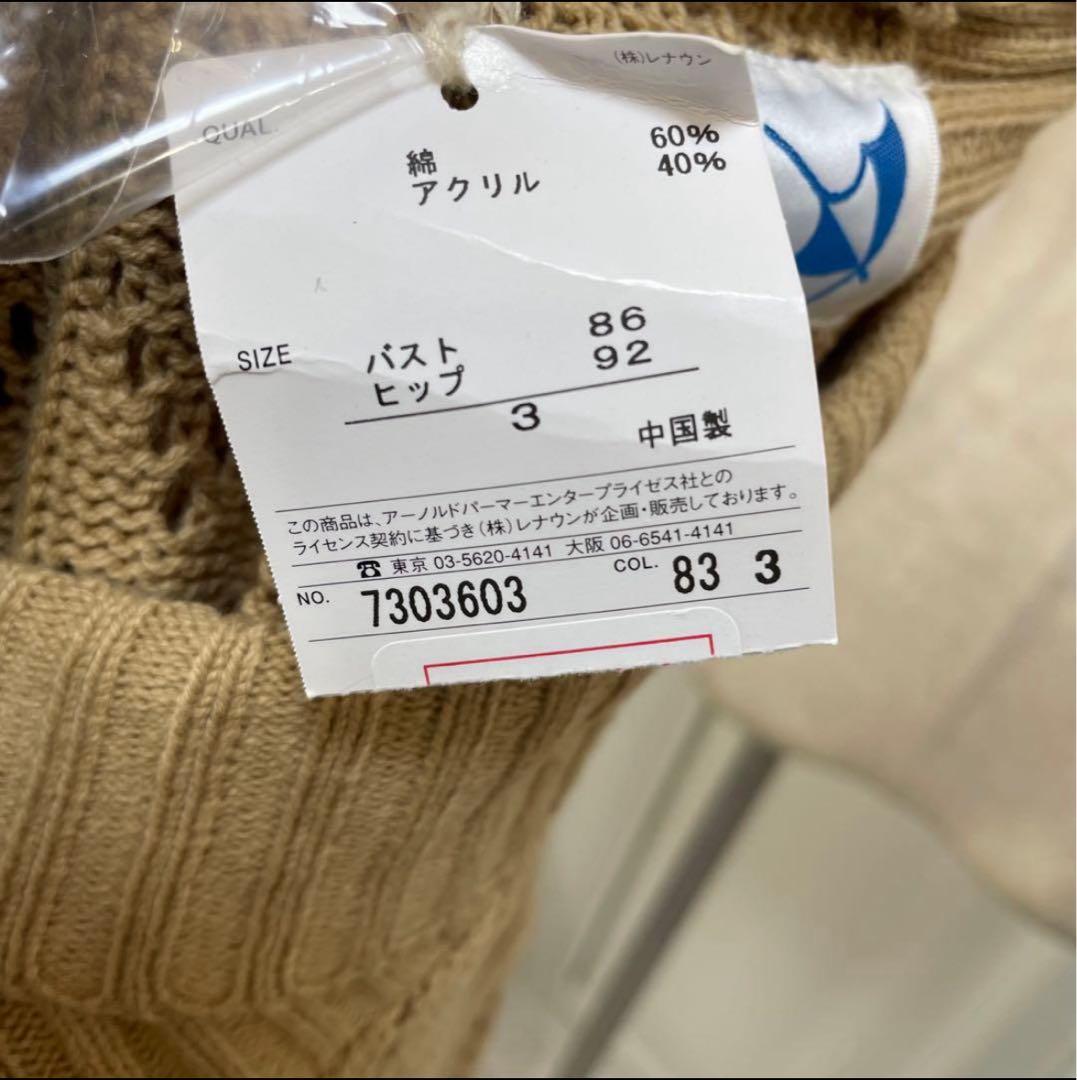 (株)レナウン
QUAL.
綿 60%
アクリル 40%
SIZE バスト 86
ヒップ 92
3
中国製
この商品は、アーノルドパーマーエンタープライゼス社との
ライセンス契約に基づき(株)レナウンが企画・販売しております。
☎ 東京 03-5620-4141 大阪 06-6541-4141
NO. 7303603 COL. 83 3